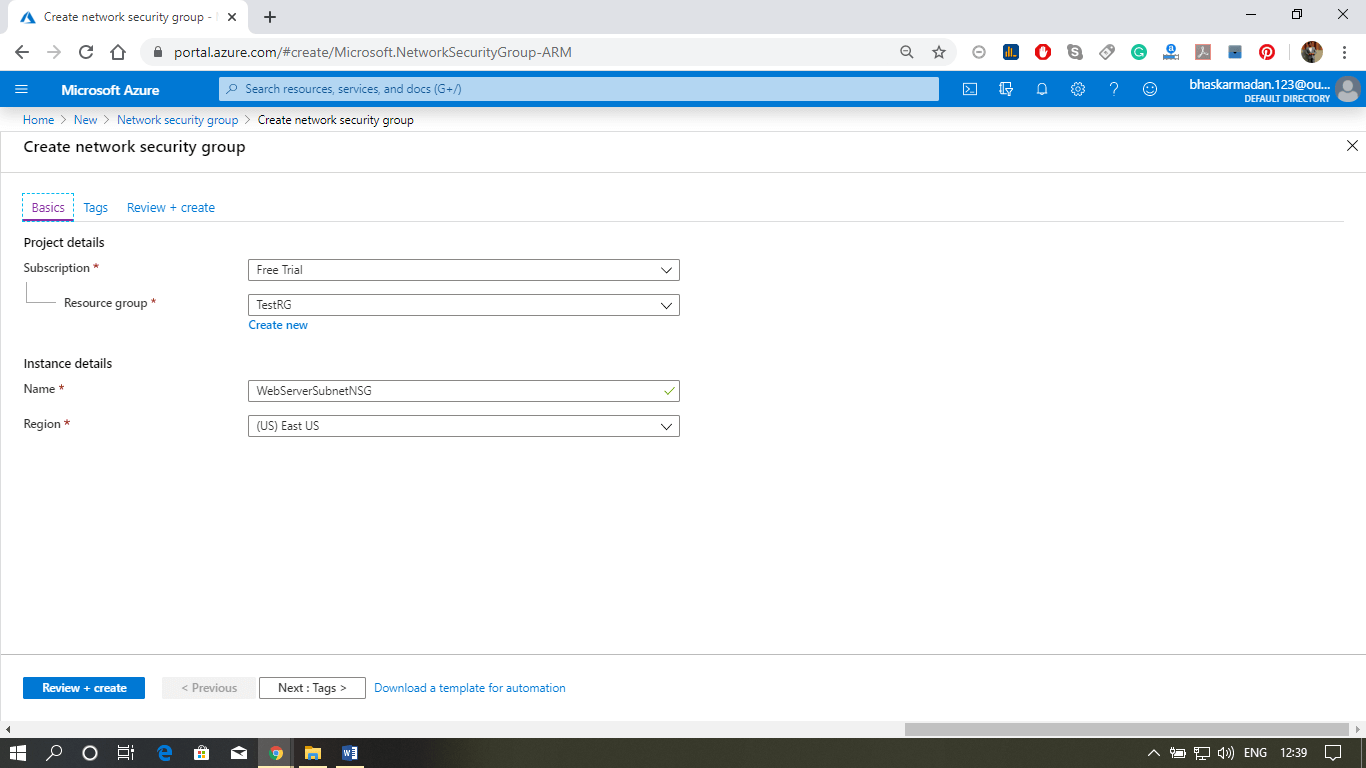 Create network security group -
portal.azure.com/#create/Microsoft.NetworkSecurityGroup-ARM
Microsoft Azure
Search resources, services, and docs (G+/)
bhaskarmadan.123@ou...
DEFAULT DIRECTORY
Home > New > Network security group > Create network security group
Create network security group
Basics Tags Review + create
Project details
Subscription *
Free Trial
Resource group *
TestRG
Create new
Instance details
Name *
WebServerSubnetNSG
Region *
(US) East US
Review + create < Previous Next : Tags > Download a template for automation
ENG 12:39